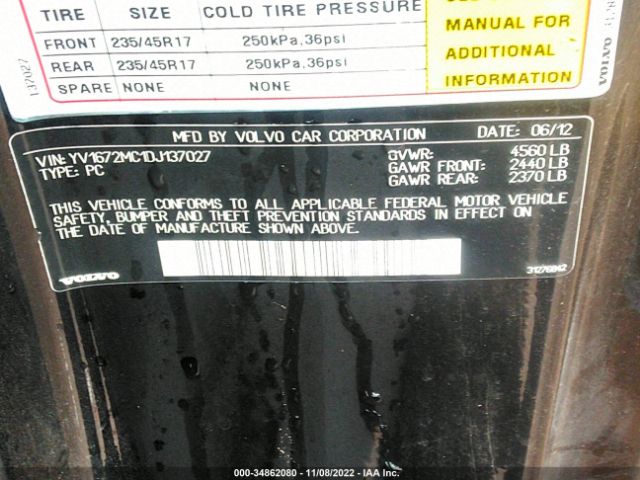 TIRE SIZE COLD TIRE PRESSURE
FRONT 235/45R17 250kPa,36psi
REAR 235/45R17 250kPa,36psi
SPARE NONE NONE
MANUAL FOR
ADDITIONAL
INFORMATION
137027
VOLVO
MFD BY VOLVO CAR CORPORATION DATE: 06/12
VIN: YV1672MC1DJ137027 GVWR: 4560 LB
TYPE: PC GAWR FRONT: 2440 LB
GAWR REAR: 2370 LB
THIS VEHICLE CONFORMS TO ALL APPLICABLE FEDERAL MOTOR VEHICLE
SAFETY, BUMPER AND THEFT PREVENTION STANDARDS IN EFFECT ON
THE DATE OF MANUFACTURE SHOWN ABOVE.
VOLVO
31276842
000-34862080 - 11/08/2022 - IAA Inc.